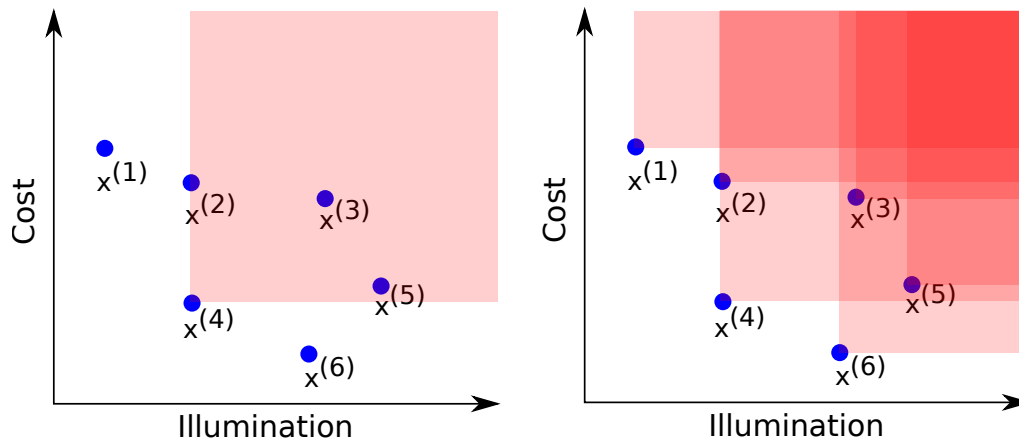 Cost
x(1)
x(2)
x(3)
x(4)
x(5)
x(6)
Illumination
Cost
x(1)
x(2)
x(3)
x(4)
x(5)
x(6)
Illumination